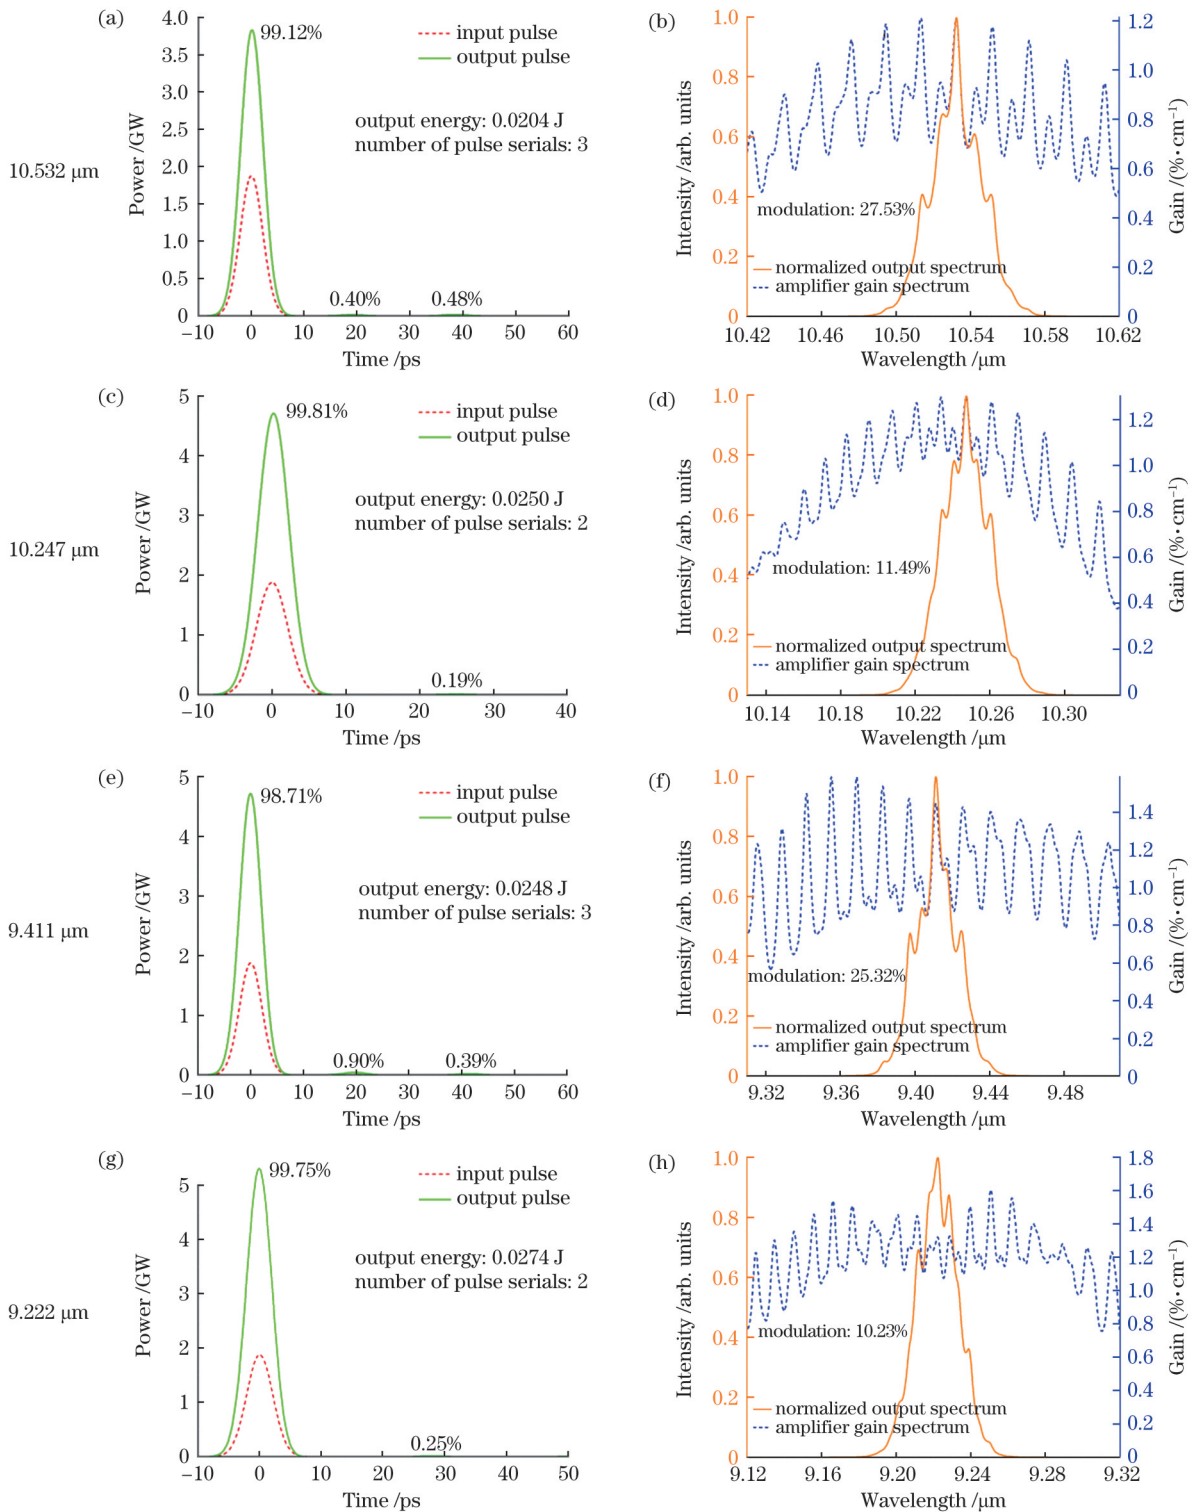 (a)
10.532 μm
Power /GW
4.0
3.5
3.0
2.5
2.0
1.5
1.0
0.5
0
99.12%
input pulse
output pulse
output energy: 0.0204 J
number of pulse serials: 3
0.40%
0.48%
−10 0 10 20 30 40 50 60
Time /ps
(b)
Intensity /arb. units
1.0
0.8
0.6
0.4
0.2
0
modulation: 27.53%
normalized output spectrum
amplifier gain spectrum
1.2
1.0
0.8
0.6
0.4
0.2
0
Gain /(%·cm⁻¹)
10.42 10.46 10.50 10.54 10.58 10.62
Wavelength /μm
(c)
10.247 μm
Power /GW
5
4
3
2
1
0
99.81%
input pulse
output pulse
output energy: 0.0250 J
number of pulse serials: 2
0.19%
−10 0 10 20 30 40
Time /ps
(d)
Intensity /arb. units
1.0
0.8
0.6
0.4
0.2
0
modulation: 11.49%
normalized output spectrum
amplifier gain spectrum
1.2
1.0
0.8
0.6
0.4
0.2
0
Gain /(%·cm⁻¹)
10.14 10.18 10.22 10.26 10.30
Wavelength /μm
(e)
9.411 μm
Power /GW
5
4
3
2
1
0
98.71%
input pulse
output pulse
output energy: 0.0248 J
number of pulse serials: 3
0.90%
0.39%
−10 0 10 20 30 40 50 60
Time /ps
(f)
Intensity /arb. units
1.0
0.8
0.6
0.4
0.2
0
modulation: 25.32%
normalized output spectrum
amplifier gain spectrum
1.4
1.2
1.0
0.8
0.6
0.4
0.2
0
Gain /(%·cm⁻¹)
9.32 9.36 9.40 9.44 9.48
Wavelength /μm
(g)
9.222 μm
Power /GW
5
4
3
2
1
0
99.75%
input pulse
output pulse
output energy: 0.0274 J
number of pulse serials: 2
0.25%
−10 0 10 20 30 40 50
Time /ps
(h)
Intensity /arb. units
1.0
0.8
0.6
0.4
0.2
0
modulation: 10.23%
normalized output spectrum
amplifier gain spectrum
1.8
1.6
1.4
1.2
1.0
0.8
0.6
0.4
0.2
0
Gain /(%·cm⁻¹)
9.12 9.16 9.20 9.24 9.28 9.32
Wavelength /μm